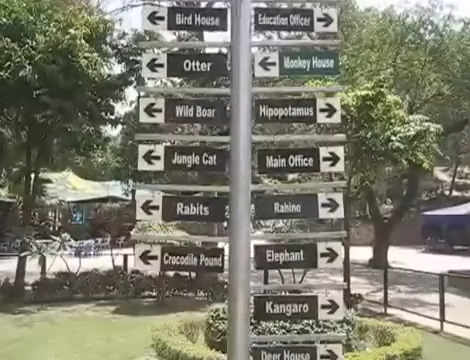 Bird House
Education Officer
Otter
Monkey House
Wild Boar
Hipopotamus
Jungle Cat
Main Office
Rabits
Rahino
Crocodile Pound
Elephant
Kangaro
Deer House